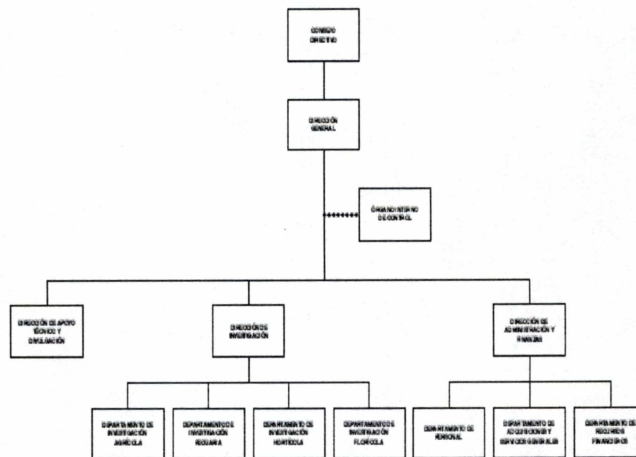 CONSEJO
DIRECTIVO
DIRECCIÓN
GENERAL
ÓRGANO INTERNO
DE CONTROL
DIRECCIÓN DE APOYO
TÉCNICO Y
DIVULGACIÓN
DIRECCIÓN DE
INVESTIGACIÓN
DIRECCIÓN DE
ADMINISTRACIÓN Y
FINANZAS
DEPARTAMENTO DE
INVESTIGACIÓN
AGRÍCOLA
DEPARTAMENTO DE
INVESTIGACIÓN
PECUARIA
DEPARTAMENTO DE
INVESTIGACIÓN
HORTÍCOLA
DEPARTAMENTO DE
INVESTIGACIÓN
FLORÍCOLA
DEPARTAMENTO DE
PERSONAL
DEPARTAMENTO DE
ADQUISICIONES Y
SERVICIOS GENERALES
DEPARTAMENTO DE
RECURSOS
FINANCIEROS